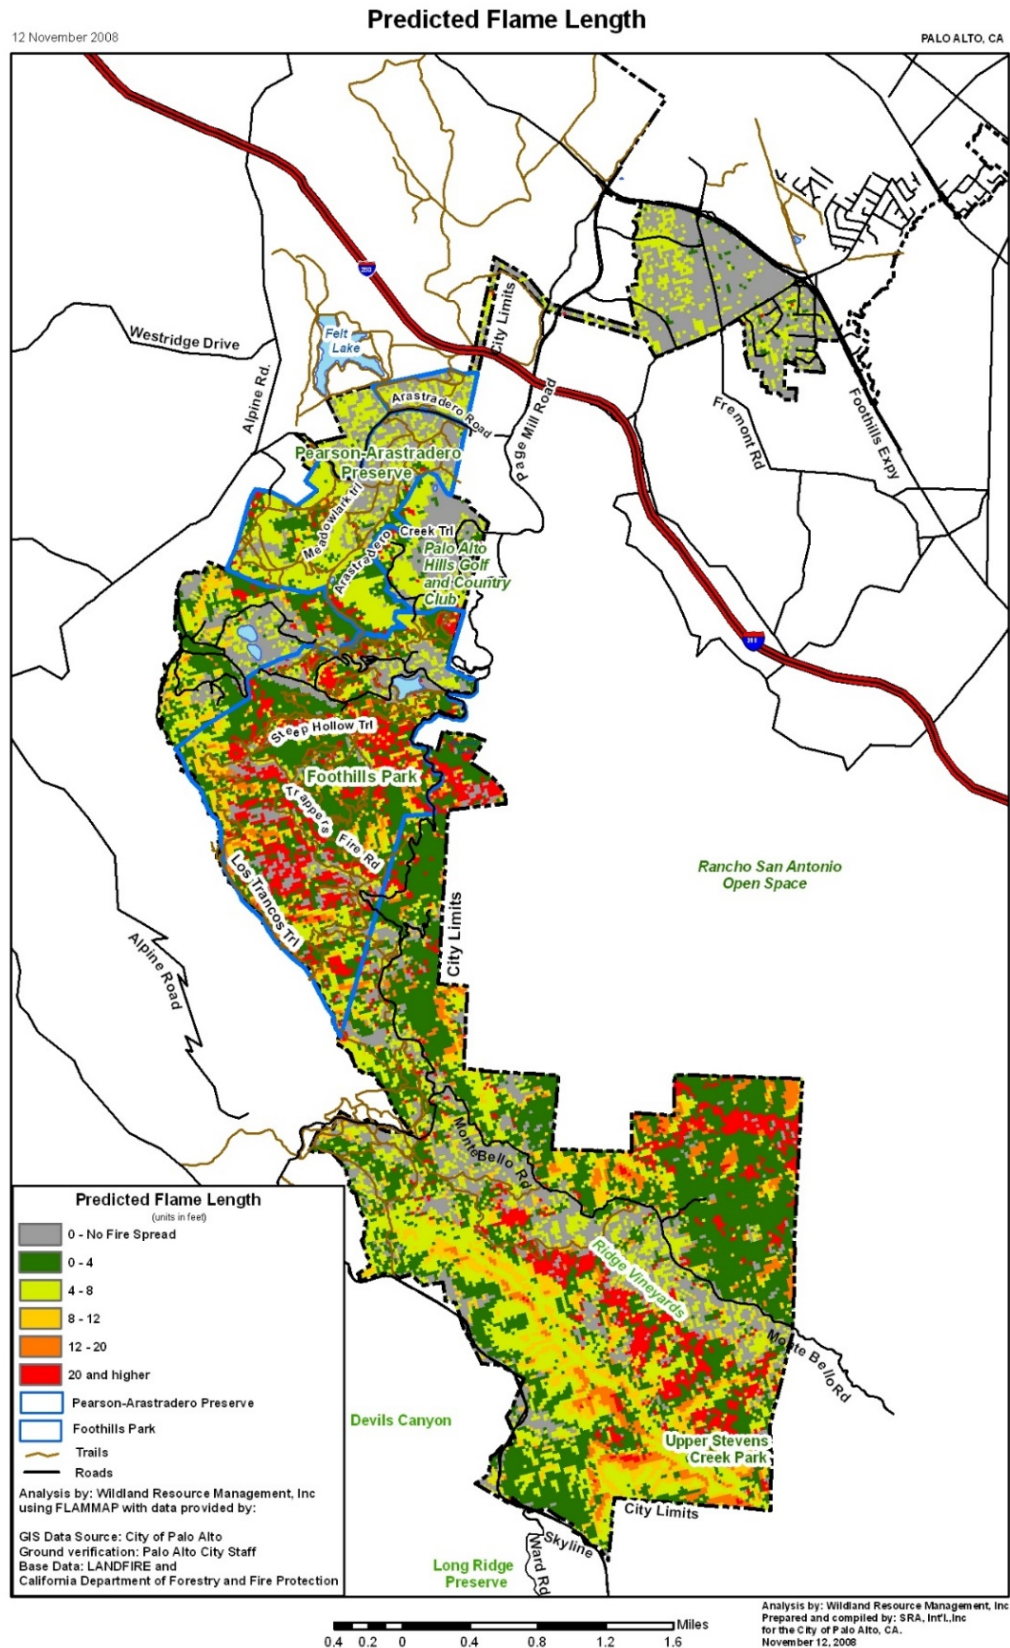 Predicted Flame Length
12 November 2008
PALO ALTO, CA
280
Westridge Drive
Felt
Lake
City Limits
Alpine Rd.
Arastradero Road
Page Mill Road
Fremont Rd
Foothills Expy
Pearson-Arastradero
Preserve
Meadowlark trl
Arastradero Creek Trl
Palo Alto
Hills Golf
and Country
Club
Steep Hollow Trl
Foothills Park
Trappers Fire Rd
Los Trancos Trl
Rancho San Antonio
Open Space
City Limits
Alpine Road
Monte Bello Rd
Ridge Vineyards
Monte Bello Rd
Devils Canyon
Upper Stevens
Creek Park
City Limits
Skyline
Ward Rd
Long Ridge
Preserve
Predicted Flame Length
(units in feet)
0 - No Fire Spread
0 - 4
4 - 8
8 - 12
12 - 20
20 and higher
Pearson-Arastradero Preserve
Foothills Park
Trails
Roads
Analysis by: Wildland Resource Management, Inc
using FLAMMAP with data provided by:
GIS Data Source: City of Palo Alto
Ground verification: Palo Alto City Staff
Base Data: LANDFIRE and
California Department of Forestry and Fire Protection
Miles
0.4 0.2 0 0.4 0.8 1.2 1.6
Analysis by: Wildland Resource Management, Inc
Prepared and compiled by: SRA, Int'l.,Inc
for the City of Palo Alto, CA.
November 12, 2008